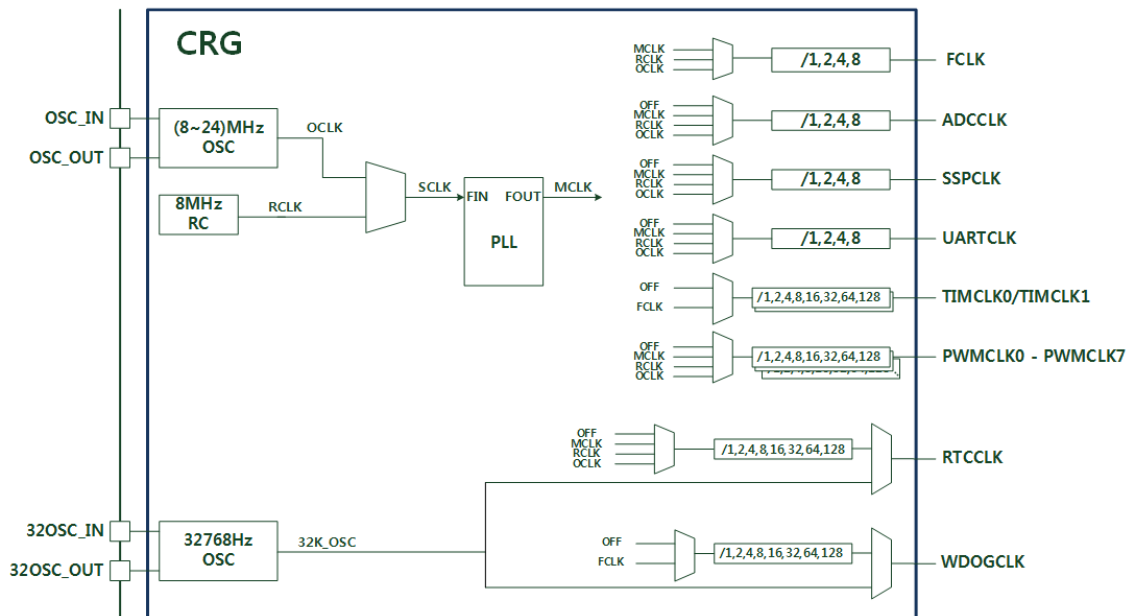 CRG
OSC_IN
OSC_OUT
(8~24)MHz
OSC
OCLK
8MHz
RC
RCLK
SCLK
FIN
FOUT
PLL
MCLK
MCLK
RCLK
OCLK
/1,2,4,8
FCLK
OFF
MCLK
RCLK
OCLK
/1,2,4,8
ADCCLK
OFF
MCLK
RCLK
OCLK
/1,2,4,8
SSPCLK
OFF
MCLK
RCLK
OCLK
/1,2,4,8
UARTCLK
OFF
FCLK
/1,2,4,8,16,32,64,128
TIMCLK0/TIMCLK1
OFF
MCLK
RCLK
OCLK
/1,2,4,8,16,32,64,128
PWMCLK0 - PWMCLK7
OFF
MCLK
RCLK
OCLK
/1,2,4,8,16,32,64,128
RTCCLK
32OSC_IN
32OSC_OUT
32768Hz
OSC
32K_OSC
OFF
FCLK
/1,2,4,8,16,32,64,128
WDOGCLK